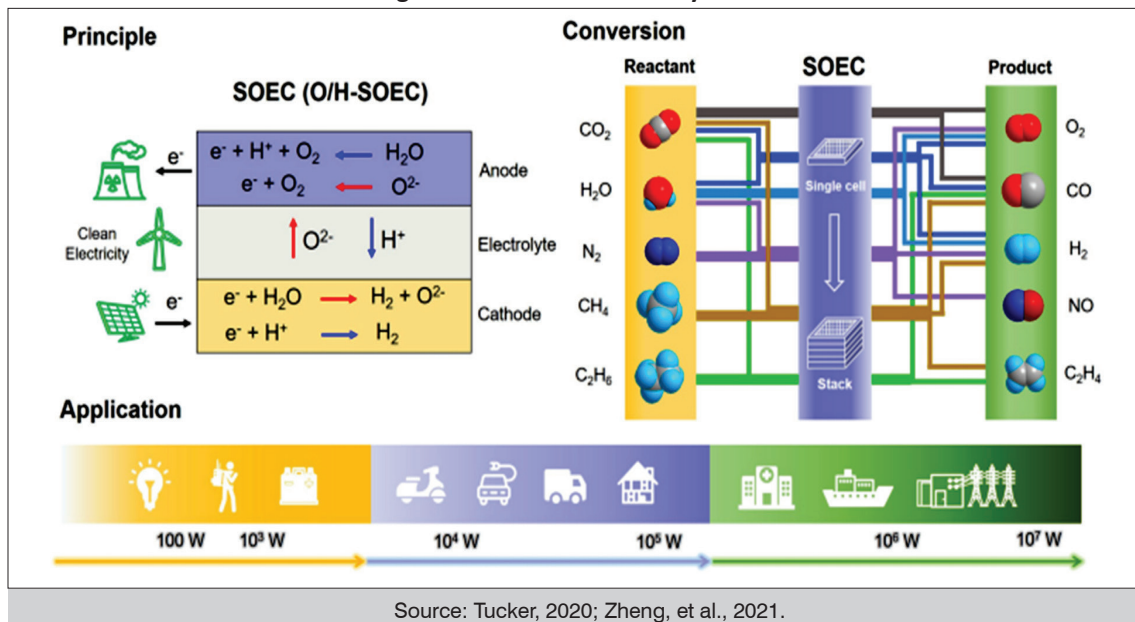 Principle
SOEC (O/H-SOEC)
e⁻ + H⁺ + O₂ ← H₂O
e⁻ + O₂ ← O²⁻
Anode
e⁻
Clean
Electricity
O²⁻
H⁺
Electrolyte
e⁻
e⁻ + H₂O → H₂ + O²⁻
e⁻ + H⁺ → H₂
Cathode
Conversion
Reactant
SOEC
Product
CO₂
H₂O
N₂
CH₄
C₂H₆
Single cell
Stack
O₂
CO
H₂
NO
C₂H₄
Application
100 W
10³ W
10⁴ W
10⁵ W
10⁶ W
10⁷ W
Source: Tucker, 2020; Zheng, et al., 2021.